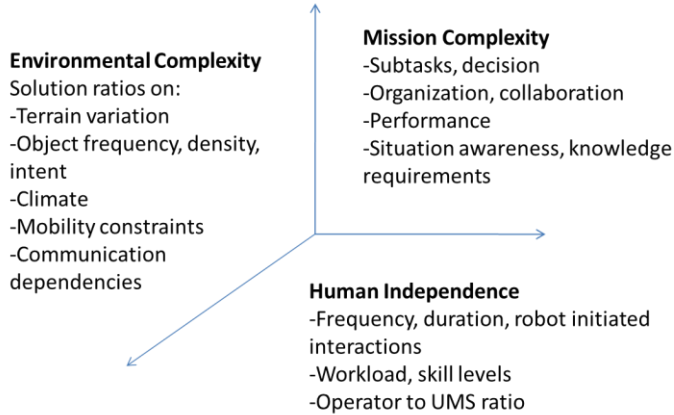 Environmental Complexity
Solution ratios on:
-Terrain variation
-Object frequency, density,
intent
-Climate
-Mobility constraints
-Communication
dependencies
Mission Complexity
-Subtasks, decision
-Organization, collaboration
-Performance
-Situation awareness, knowledge
requirements
Human Independence
-Frequency, duration, robot initiated
interactions
-Workload, skill levels
-Operator to UMS ratio